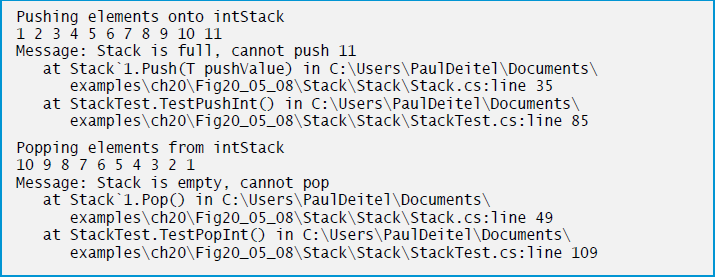 Pushing elements onto intStack
1 2 3 4 5 6 7 8 9 10 11
Message: Stack is full, cannot push 11
   at Stack`1.Push(T pushValue) in C:\Users\PaulDeitel\Documents\
      examples\ch20\Fig20_05_08\Stack\Stack\Stack.cs:line 35
   at StackTest.TestPushInt() in C:\Users\PaulDeitel\Documents\
      examples\ch20\Fig20_05_08\Stack\Stack\StackTest.cs:line 85
Popping elements from intStack
10 9 8 7 6 5 4 3 2 1
Message: Stack is empty, cannot pop
   at Stack`1.Pop() in C:\Users\PaulDeitel\Documents\
      examples\ch20\Fig20_05_08\Stack\Stack\Stack.cs:line 49
   at StackTest.TestPopInt() in C:\Users\PaulDeitel\Documents\
      examples\ch20\Fig20_05_08\Stack\Stack\StackTest.cs:line 109